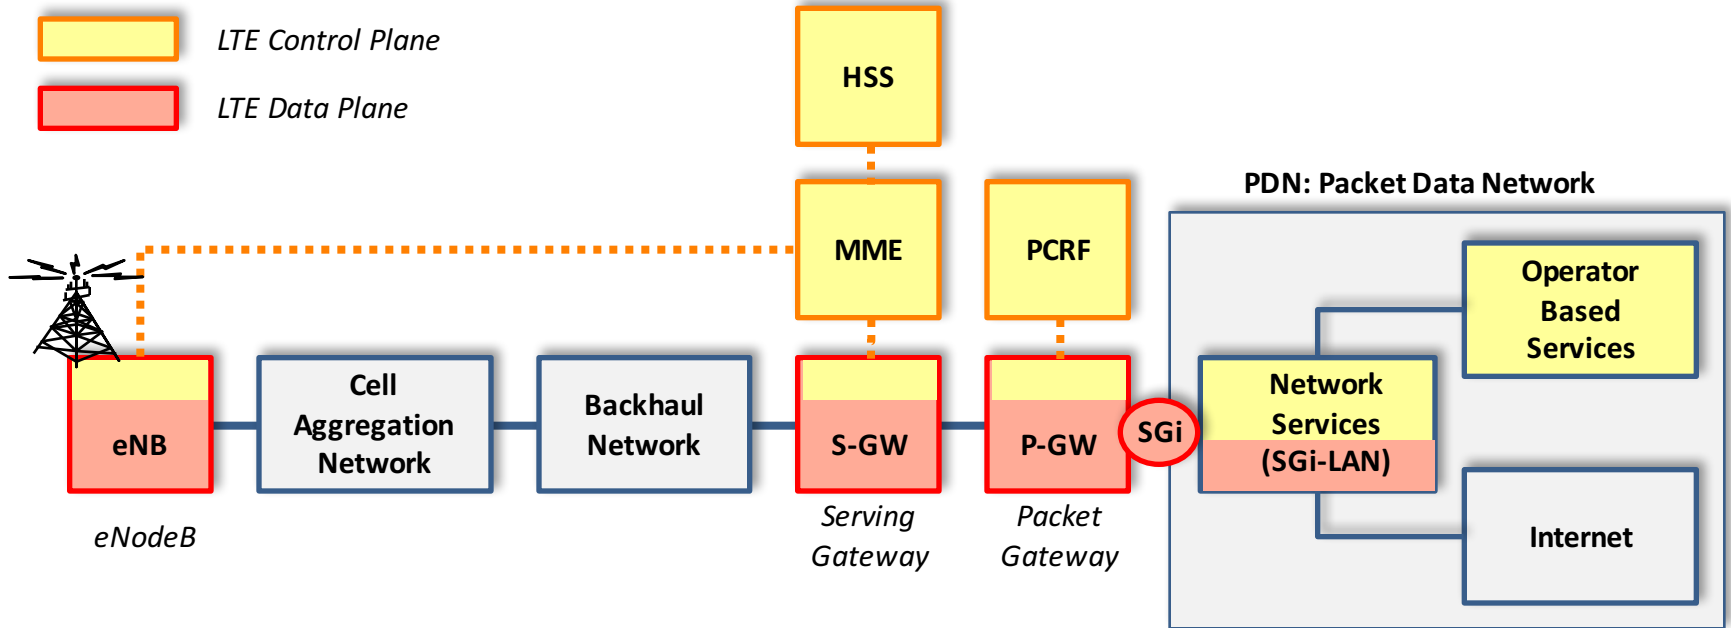 LTE Control Plane
LTE Data Plane
HSS
PDN: Packet Data Network
MME
PCRF
Operator
Based
Services
eNB
Cell
Aggregation
Network
Backhaul
Network
S-GW
P-GW
SGi
Network
Services
(SGi-LAN)
Internet
eNodeB
Serving
Gateway
Packet
Gateway